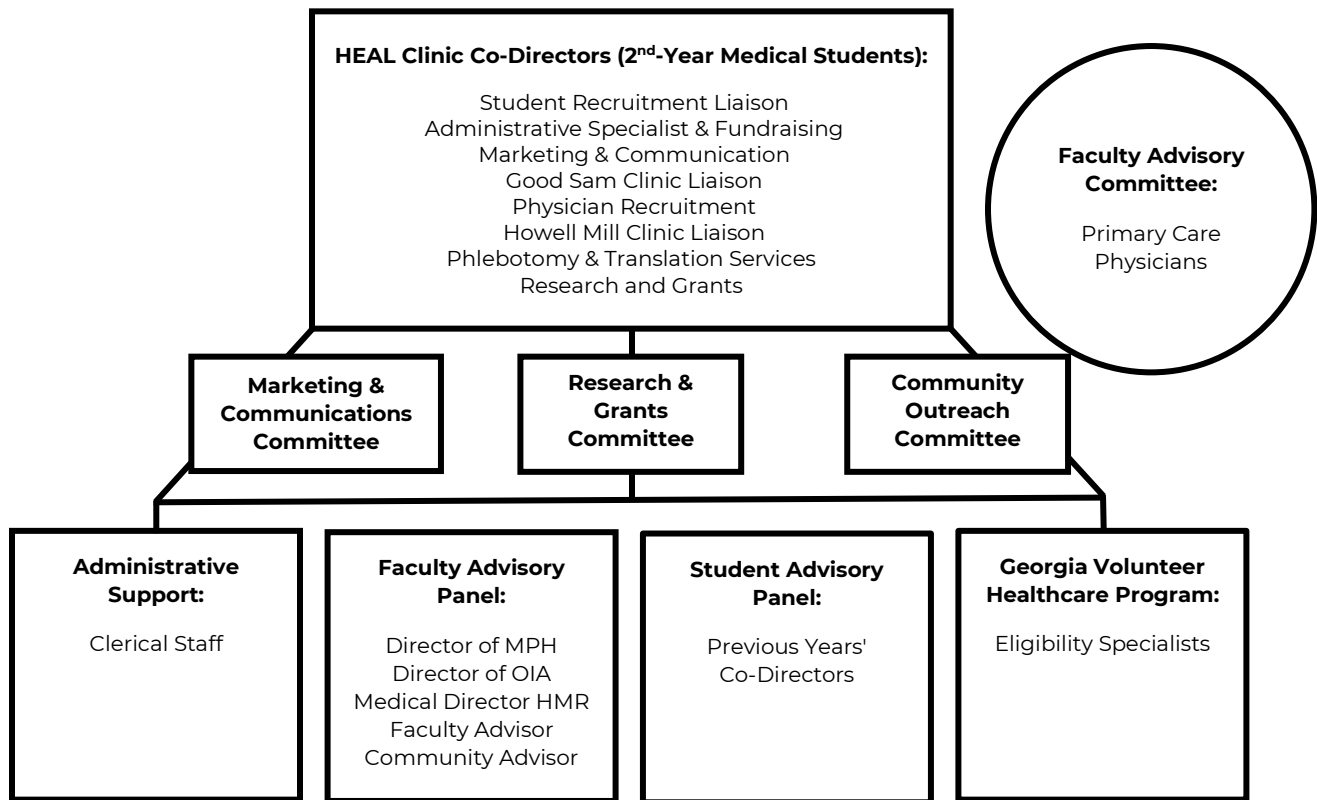 HEAL Clinic Co-Directors (2nd-Year Medical Students):
Student Recruitment Liaison
Administrative Specialist & Fundraising
Marketing & Communication
Good Sam Clinic Liaison
Physician Recruitment
Howell Mill Clinic Liaison
Phlebotomy & Translation Services
Research and Grants
Faculty Advisory
Committee:
Primary Care
Physicians
Marketing &
Communications
Committee
Research &
Grants
Committee
Community
Outreach
Committee
Administrative
Support:
Clerical Staff
Faculty Advisory
Panel:
Director of MPH
Director of OIA
Medical Director HMR
Faculty Advisor
Community Advisor
Student Advisory
Panel:
Previous Years'
Co-Directors
Georgia Volunteer
Healthcare Program:
Eligibility Specialists